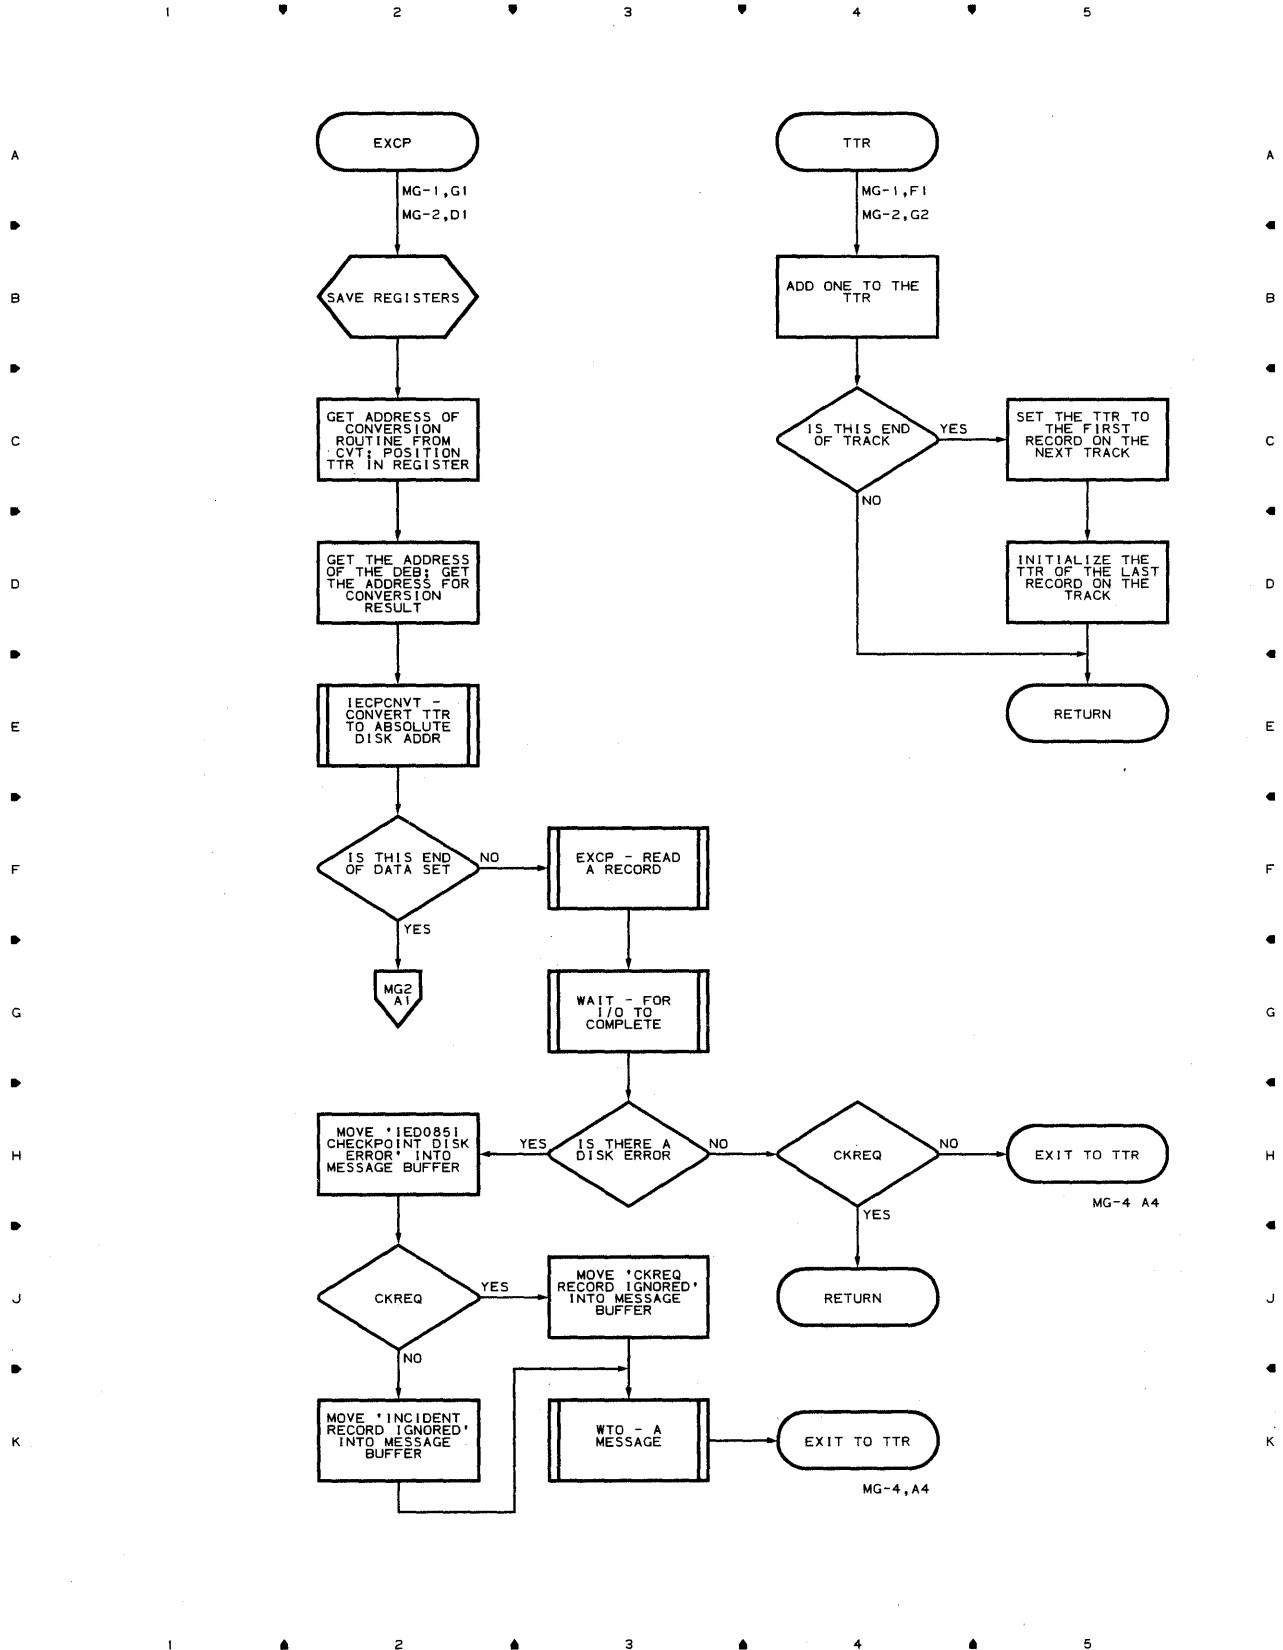 1 2 3 4 5
A A
EXCP
MG-1,G1
MG-2,D1
TTR
MG-1,F1
MG-2,G2
B B
SAVE REGISTERS
ADD ONE TO THE
TTR
C C
GET ADDRESS OF
CONVERSION
ROUTINE FROM
CVT; POSITION
TTR IN REGISTER
IS THIS END
OF TRACK
YES
NO
SET THE TTR TO
THE FIRST
RECORD ON THE
NEXT TRACK
D D
GET THE ADDRESS
OF THE DEB; GET
THE ADDRESS FOR
CONVERSION
RESULT
INITIALIZE THE
TTR OF THE LAST
RECORD ON THE
TRACK
E E
IECPCNVT -
CONVERT TTR
TO ABSOLUTE
DISK ADDR
RETURN
F F
IS THIS END
OF DATA SET
NO
YES
EXCP - READ
A RECORD
G G
MG2
A1
WAIT - FOR
I/O TO
COMPLETE
H H
MOVE 'IED085I
CHECKPOINT DISK
ERROR' INTO
MESSAGE BUFFER
YES
IS THERE A
DISK ERROR
NO
CKREQ
NO
YES
EXIT TO TTR
MG-4 A4
J J
CKREQ
YES
NO
MOVE 'CKREQ
RECORD IGNORED'
INTO MESSAGE
BUFFER
RETURN
K K
MOVE 'INCIDENT
RECORD IGNORED'
INTO MESSAGE
BUFFER
WTO - A
MESSAGE
EXIT TO TTR
MG-4,A4
1 2 3 4 5